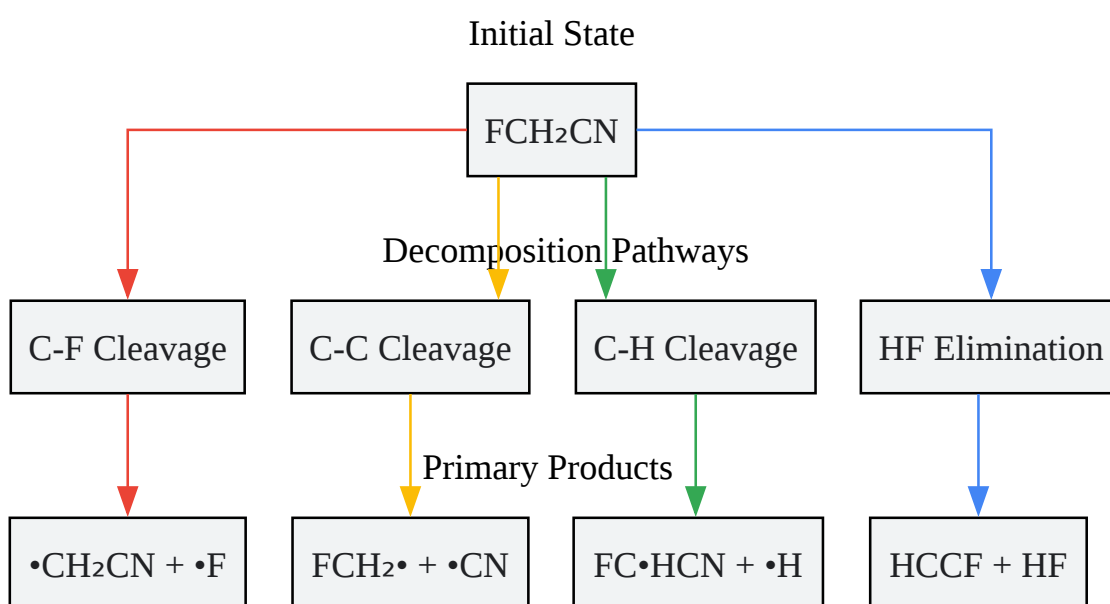 Initial State
FCH₂CN
Decomposition Pathways
C-F Cleavage
C-C Cleavage
C-H Cleavage
HF Elimination
Primary Products
•CH₂CN + •F
FCH₂• + •CN
FC•HCN + •H
HCCF + HF